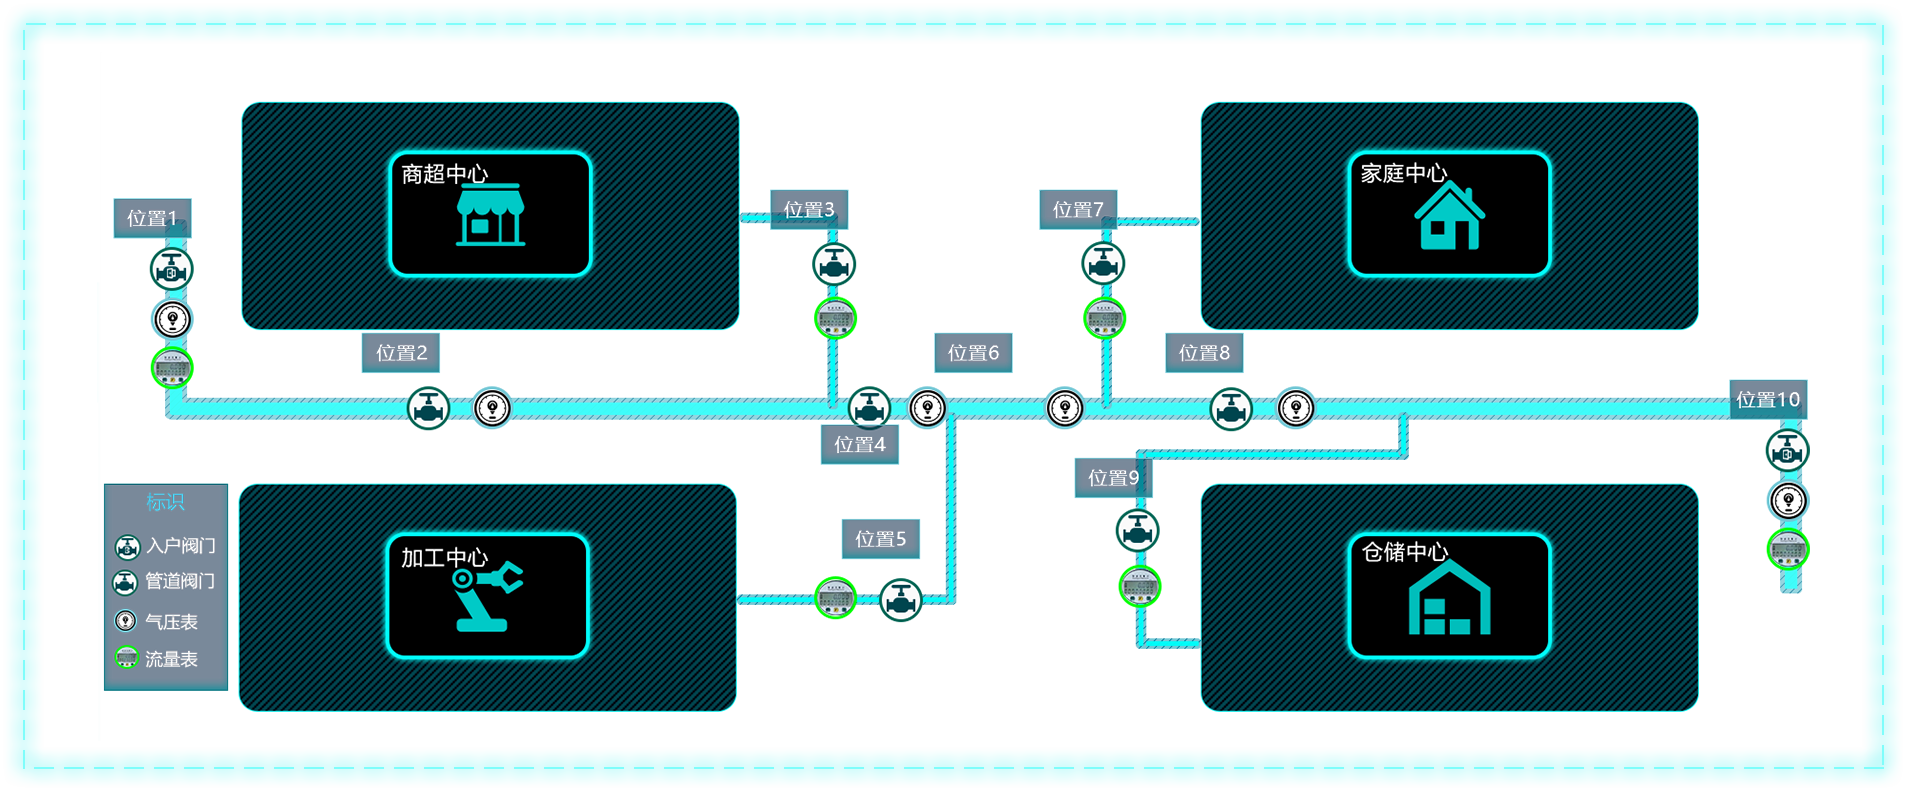 商超中心
家庭中心
位置1
位置3
位置7
位置2
位置6
位置8
位置10
位置4
位置9
标识
入户阀门
管道阀门
气压表
流量表
位置5
加工中心
仓储中心